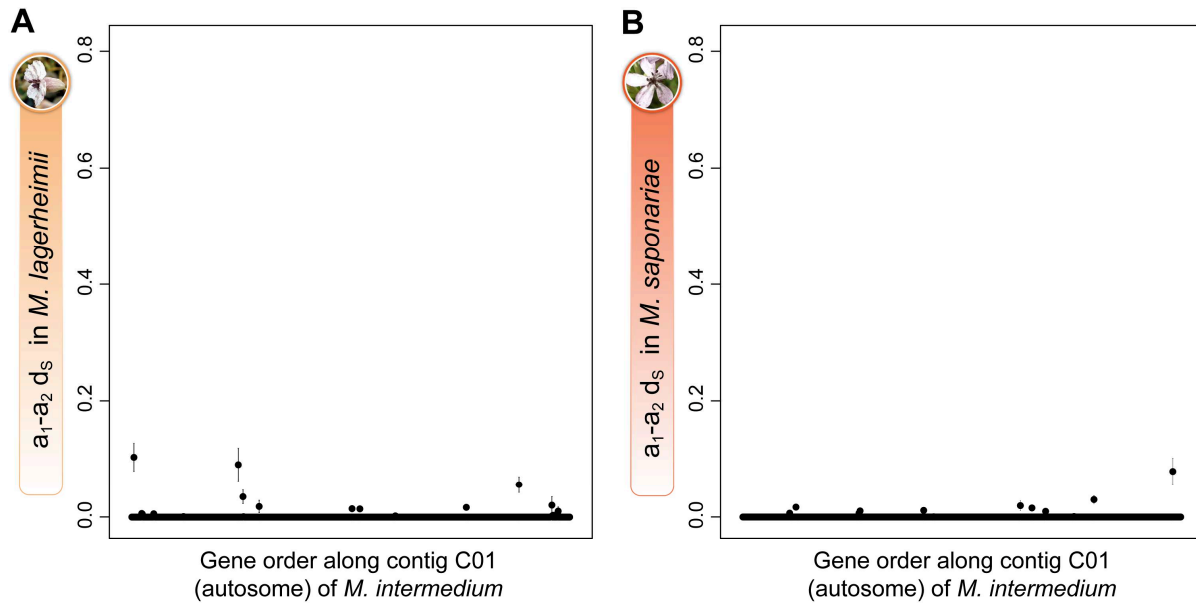 A
a₁-a₂ dₛ in M. lagerheimii
0.8
0.6
0.4
0.2
0.0
Gene order along contig C01
(autosome) of M. intermedium
B
a₁-a₂ dₛ in M. saponariae
0.8
0.6
0.4
0.2
0.0
Gene order along contig C01
(autosome) of M. intermedium